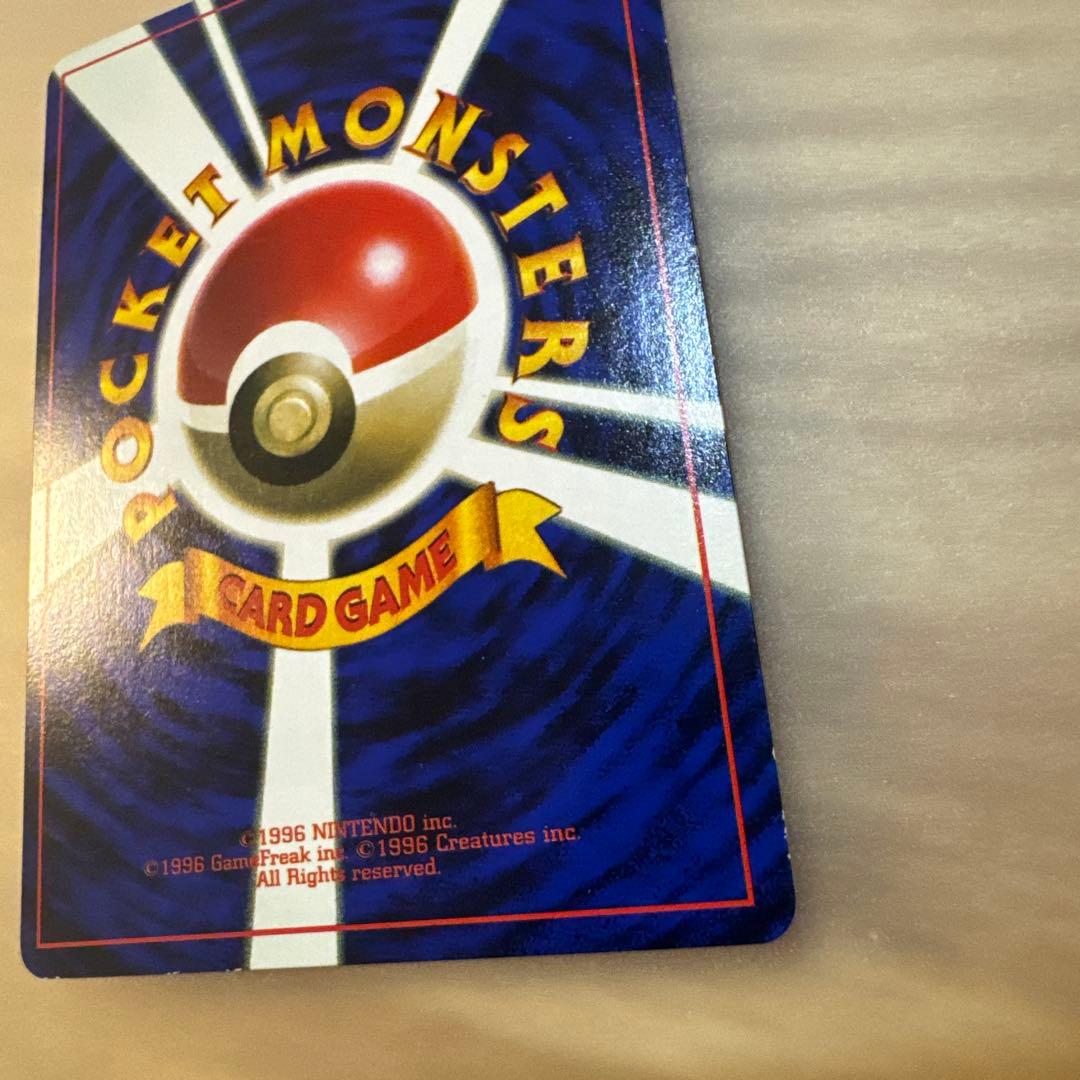 POCKET MONSTERS
CARD GAME
©1996 NINTENDO inc.
©1996 GameFreak inc. ©1996 Creatures inc.
All Rights reserved.